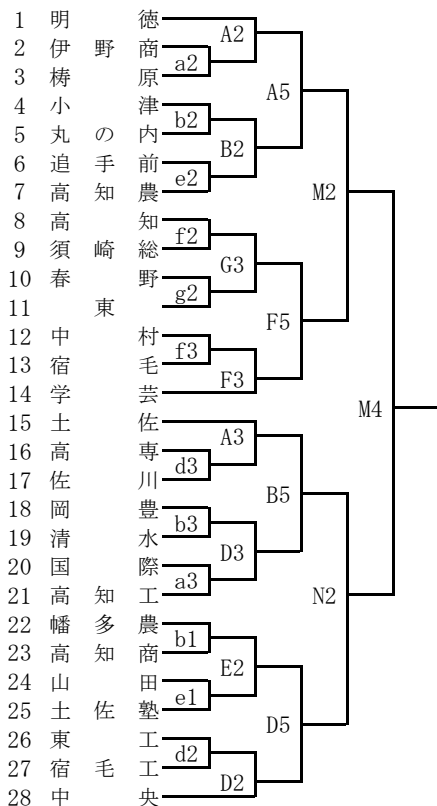 1 明 徳
2 伊 野 商
3 梼 原
4 小 津
5 丸 の 内
6 追 手 前
7 高 知 農
8 高 知
9 須 崎 総
10 春 野
11 東
12 中 村
13 宿 毛
14 学 芸
15 土 佐
16 高 専
17 佐 川
18 岡 豊
19 清 水
20 国 際
21 高 知 工
22 幡 多 農
23 高 知 商
24 山 田
25 土 佐 塾
26 東 工
27 宿 毛 工
28 中 央
a2
b2
e2
f2
g2
f3
d3
b3
a3
b1
e1
d2
A2
B2
G3
F3
A3
D3
E2
D2
A5
F5
B5
D5
M2
N2
M4